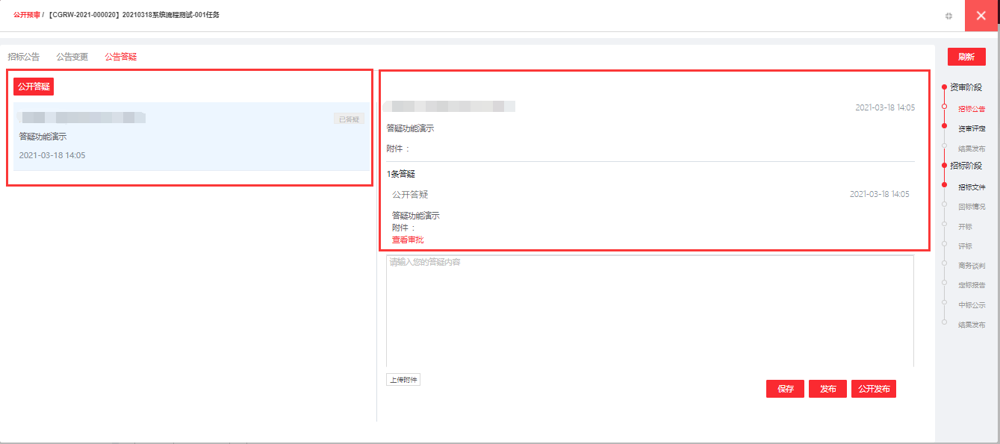 公开预审 / 【CGRW-2021-000020】20210318系统流程测试-001任务
招标公告 公告变更 公告答疑
公开答疑
已答疑
答疑功能演示
2021-03-18 14:05
2021-03-18 14:05
答疑功能演示
附件 ：
1条答疑
公开答疑 2021-03-18 14:05
答疑功能演示
附件 ：
查看审批
请输入您的答疑内容
上传附件
保存 发布 公开发布
刷新
资审阶段
招标公告
资审评定
结果发布
招标阶段
招标文件
回标情况
开标
评标
商务谈判
定标报告
中标公示
结果发布